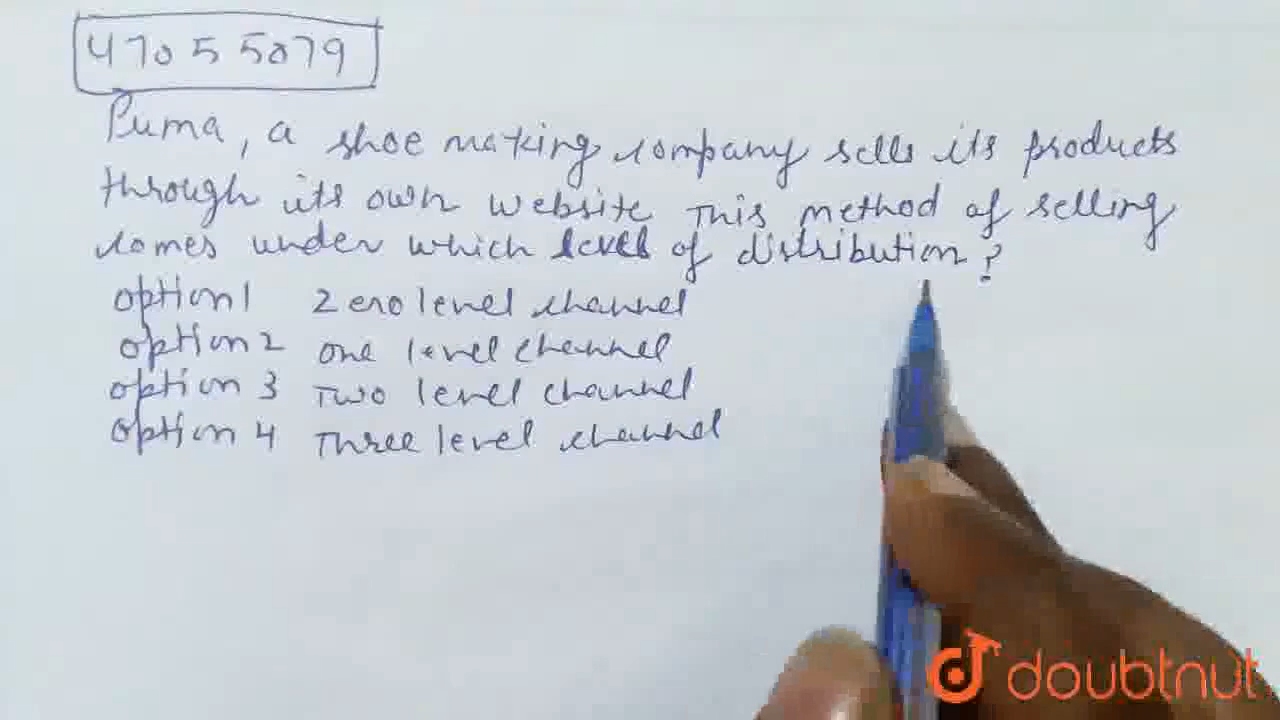 47055079
Puma, a shoe making company sells its products
through its own website This method of selling
comes under which level of distribution?
option 1 Zero level channel
option 2 one level channel
option 3 Two level channel
option 4 Three level channel
doubtnut